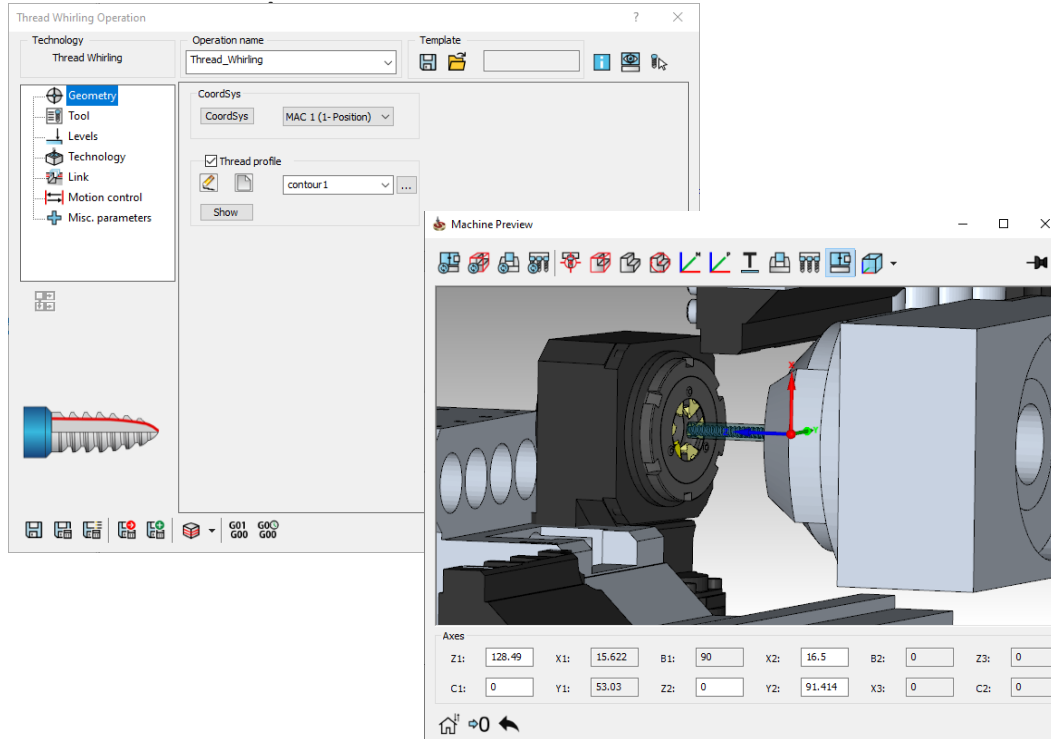 Thread Whirling Operation
?
Technology
Thread Whirling
Operation name
Thread_Whirling
Template
Geometry
Tool
Levels
Technology
Link
Motion control
Misc. parameters
CoordSys
CoordSys
MAC 1 (1- Position)
Thread profile
contour1
...
Show
G01
G00
G00
G00
Machine Preview
X
Y
Axes
Z1: 128.49 X1: 15.622 B1: 90 X2: 16.5 B2: 0 Z3: 0
C1: 0 Y1: 53.03 Z2: 0 Y2: 91.414 X3: 0 C2: 0
0